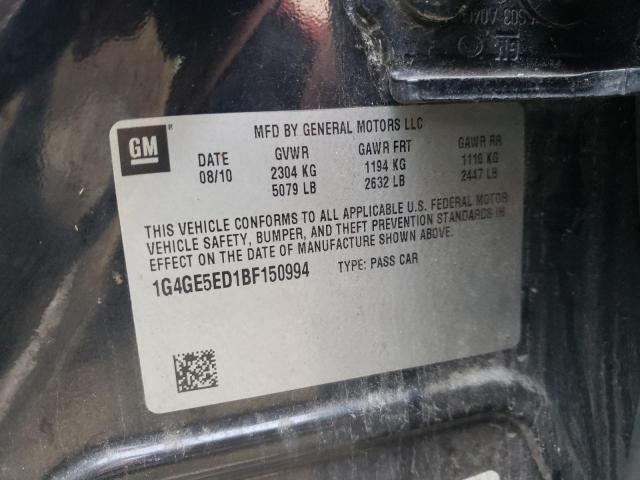 GM
MFD BY GENERAL MOTORS LLC
DATE GVWR GAWR FRT GAWR RR
08/10 2304 KG 1194 KG 1110 KG
5079 LB 2632 LB 2447 LB
THIS VEHICLE CONFORMS TO ALL APPLICABLE U.S. FEDERAL MOTOR
VEHICLE SAFETY, BUMPER, AND THEFT PREVENTION STANDARDS IN
EFFECT ON THE DATE OF MANUFACTURE SHOWN ABOVE.
1G4GE5ED1BF150994 TYPE: PASS CAR